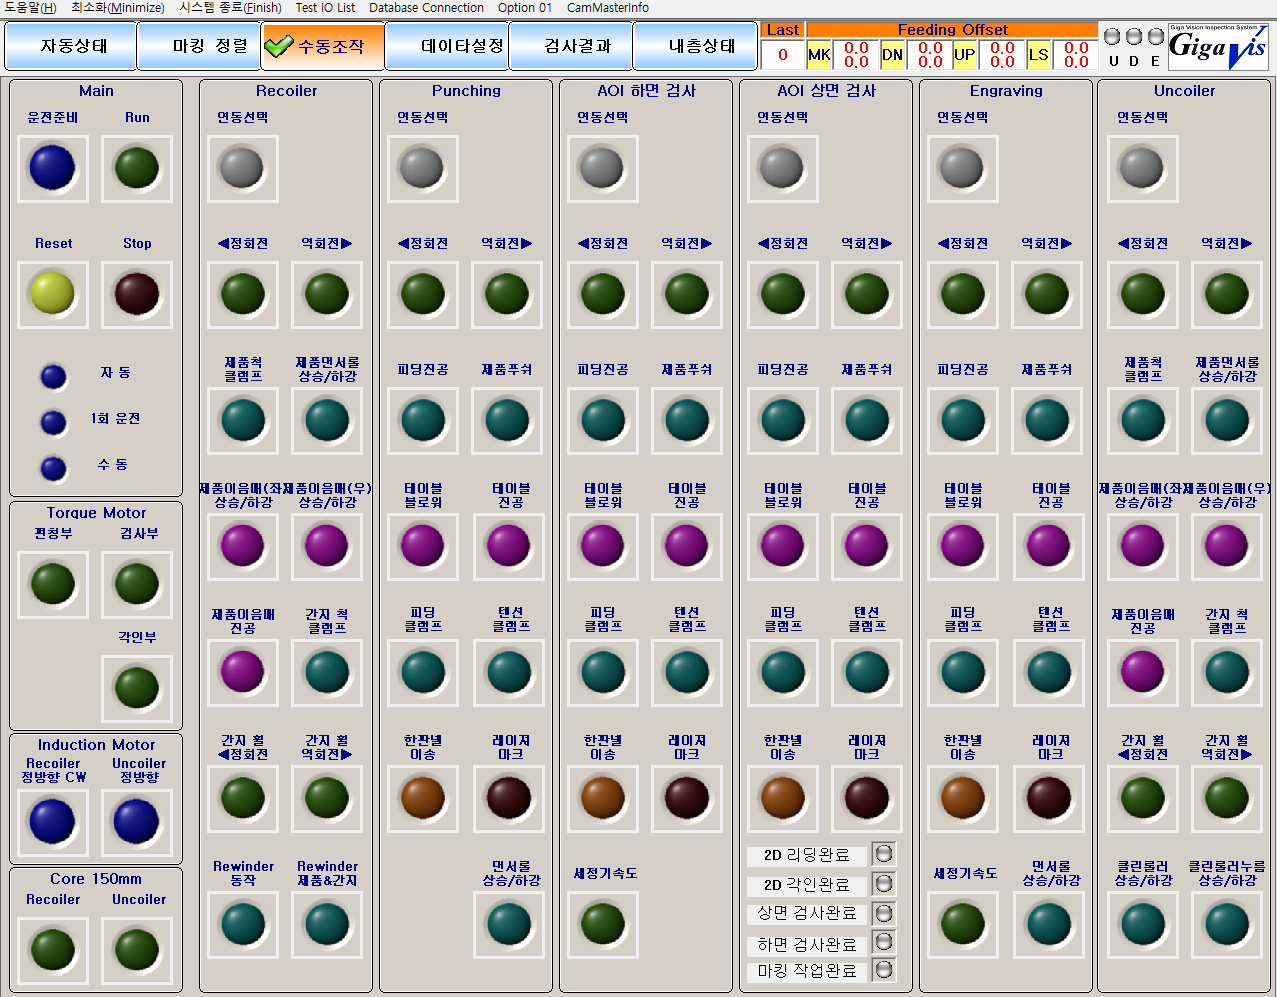 도움말(H) 최소화(Minimize) 시스템 종료(Finish) Test IO List Database Connection Option 01 CamMasterInfo
자동상태 마킹 정렬 수동조작 데이타설정 검사결과 내층상태
Last Feeding Offset
0 MK 0.0 0.0 DN 0.0 0.0 UP 0.0 0.0 LS 0.0 0.0
U D E
Giga Vision Inspection System
GigaVis
Main
운전준비 Run
Reset Stop
자 동
1회 운전
수 동
Torque Motor
펀칭부 검사부
각인부
Induction Motor
Recoiler Uncoiler
정방향 CW 정방향
Core 150mm
Recoiler Uncoiler
Recoiler
연동선택
◀정회전 역회전▶
제품척 제품댄서롤
클램프 상승/하강
제품이음매(좌) 제품이음매(우)
상승/하강 상승/하강
제품이음매 간지 척
진공 클램프
간지 휠 간지 휠
◀정회전 역회전▶
Rewinder Rewinder
동작 제품&간지
Punching
연동선택
◀정회전 역회전▶
피딩진공 제품푸쉬
테이블 테이블
블로워 진공
피딩 텐션
클램프 클램프
한판넬 레이져
이송 마크
댄서롤
상승/하강
AOI 하면 검사
연동선택
◀정회전 역회전▶
피딩진공 제품푸쉬
테이블 테이블
블로워 진공
피딩 텐션
클램프 클램프
한판넬 레이져
이송 마크
세정기속도
AOI 상면 검사
연동선택
◀정회전 역회전▶
피딩진공 제품푸쉬
테이블 테이블
블로워 진공
피딩 텐션
클램프 클램프
한판넬 레이져
이송 마크
2D 리딩완료
2D 각인완료
상면 검사완료
하면 검사완료
마킹 작업완료
Engraving
연동선택
◀정회전 역회전▶
피딩진공 제품푸쉬
테이블 테이블
블로워 진공
피딩 텐션
클램프 클램프
한판넬 레이져
이송 마크
세정기속도 댄서롤
상승/하강
Uncoiler
연동선택
◀정회전 역회전▶
제품척 제품댄서롤
클램프 상승/하강
제품이음매(좌) 제품이음매(우)
상승/하강 상승/하강
제품이음매 간지 척
진공 클램프
간지 휠 간지 휠
◀정회전 역회전▶
클린롤러 클린롤러누름
상승/하강 상승/하강